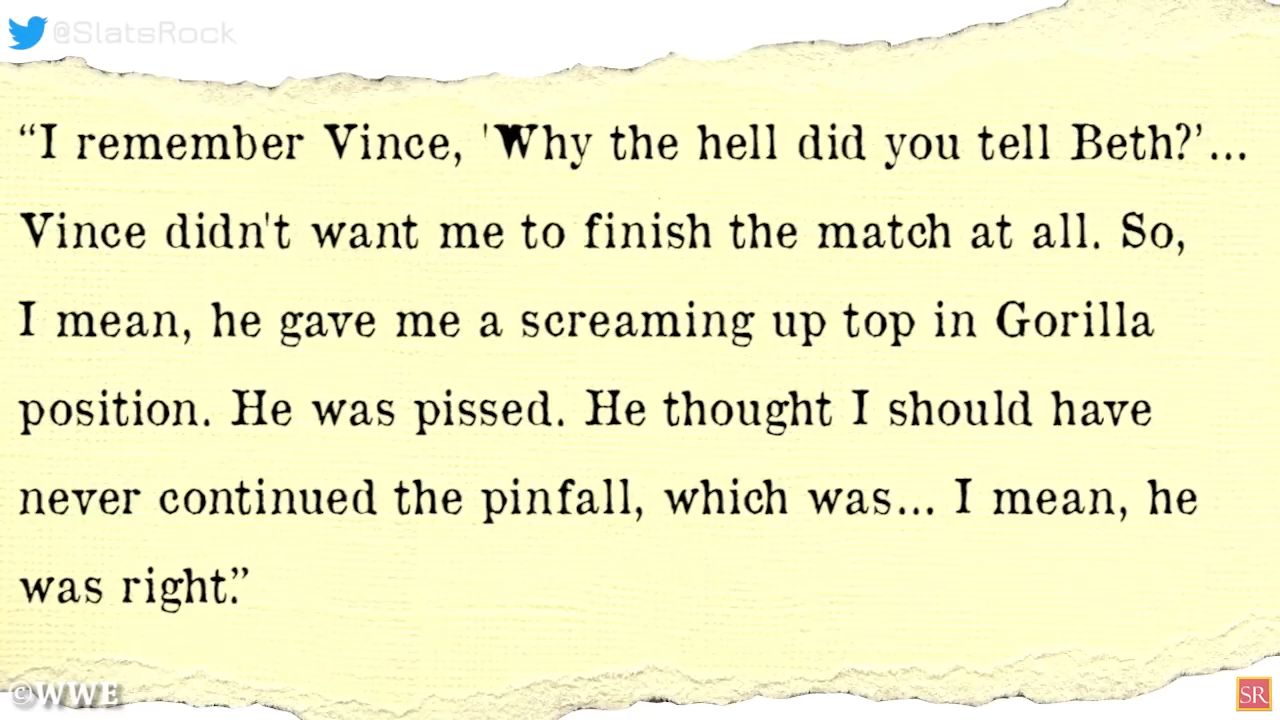 @SlatsRock
“I remember Vince, 'Why the hell did you tell Beth?’...
Vince didn't want me to finish the match at all. So,
I mean, he gave me a screaming up top in Gorilla
position. He was pissed. He thought I should have
never continued the pinfall, which was... I mean, he
was right.”
©WWE
SR